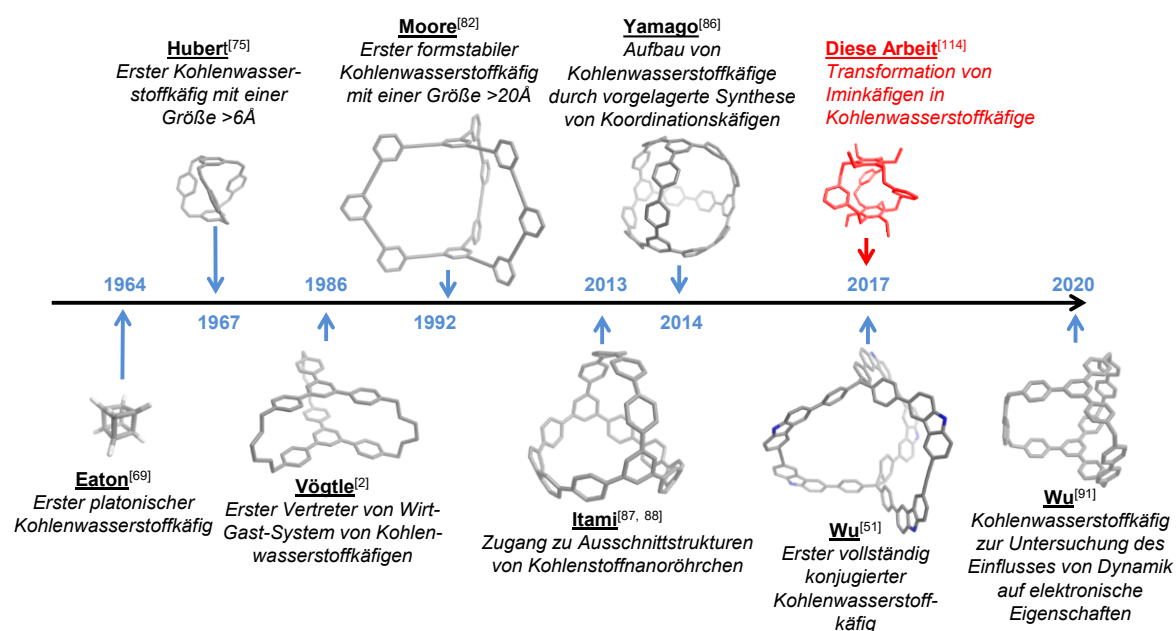 Hubert[75]
Erster Kohlenwasser-
stoffkäfig mit einer
Größe >6Å
Moore[82]
Erster formstabiler
Kohlenwasserstoffkäfig
mit einer Größe >20Å
Yamago[86]
Aufbau von
Kohlenwasserstoffkäfige
durch vorgelagerte Synthese
von Koordinationskäfigen
Diese Arbeit[114]
Transformation von
Iminkäfigen in
Kohlenwasserstoffkäfige
1964
1986
2013
2017
2020
1967
1992
2014
Eaton[69]
Erster platonischer
Kohlenwasserstoffkäfig
Vögtle[2]
Erster Vertreter von Wirt-
Gast-System von Kohlen-
wasserstoffkäfigen
Itami[87, 88]
Zugang zu Ausschnittstrukturen
von Kohlenstoffnanoröhrchen
Wu[51]
Erster vollständig
konjugierter
Kohlenwasserstoff-
käfig
Wu[91]
Kohlenwasserstoffkäfig
zur Untersuchung des
Einflusses von Dynamik
auf elektronische
Eigenschaften